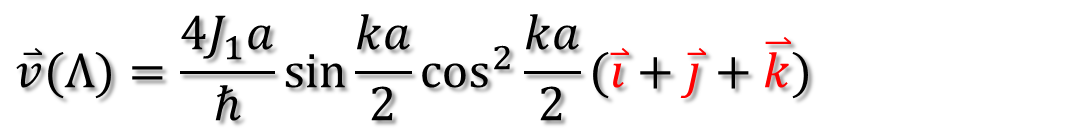 v⃗(Λ) = 4J₁a/ħ sin ka/2 cos² ka/2 (ı⃗ + ȷ⃗ + k⃗)